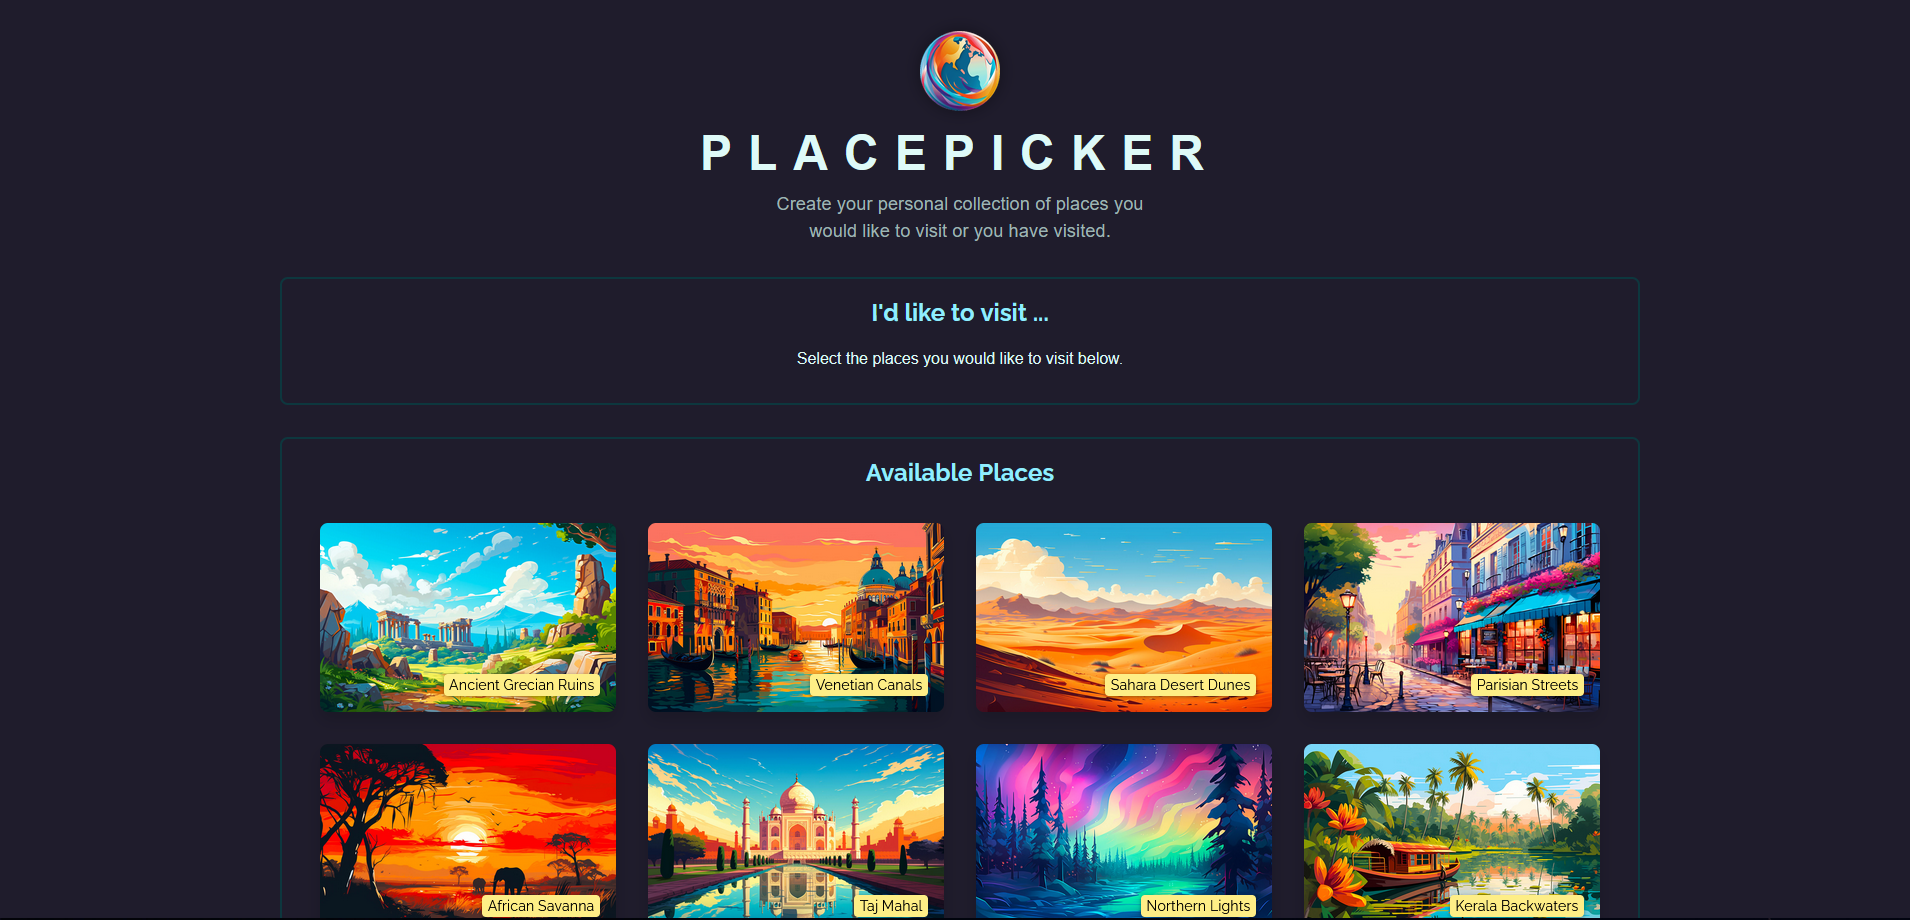 PLACEPICKER
Create your personal collection of places you
would like to visit or you have visited.
I'd like to visit ...
Select the places you would like to visit below.
Available Places
Ancient Grecian Ruins
Venetian Canals
Sahara Desert Dunes
Parisian Streets
African Savanna
Taj Mahal
Northern Lights
Kerala Backwaters